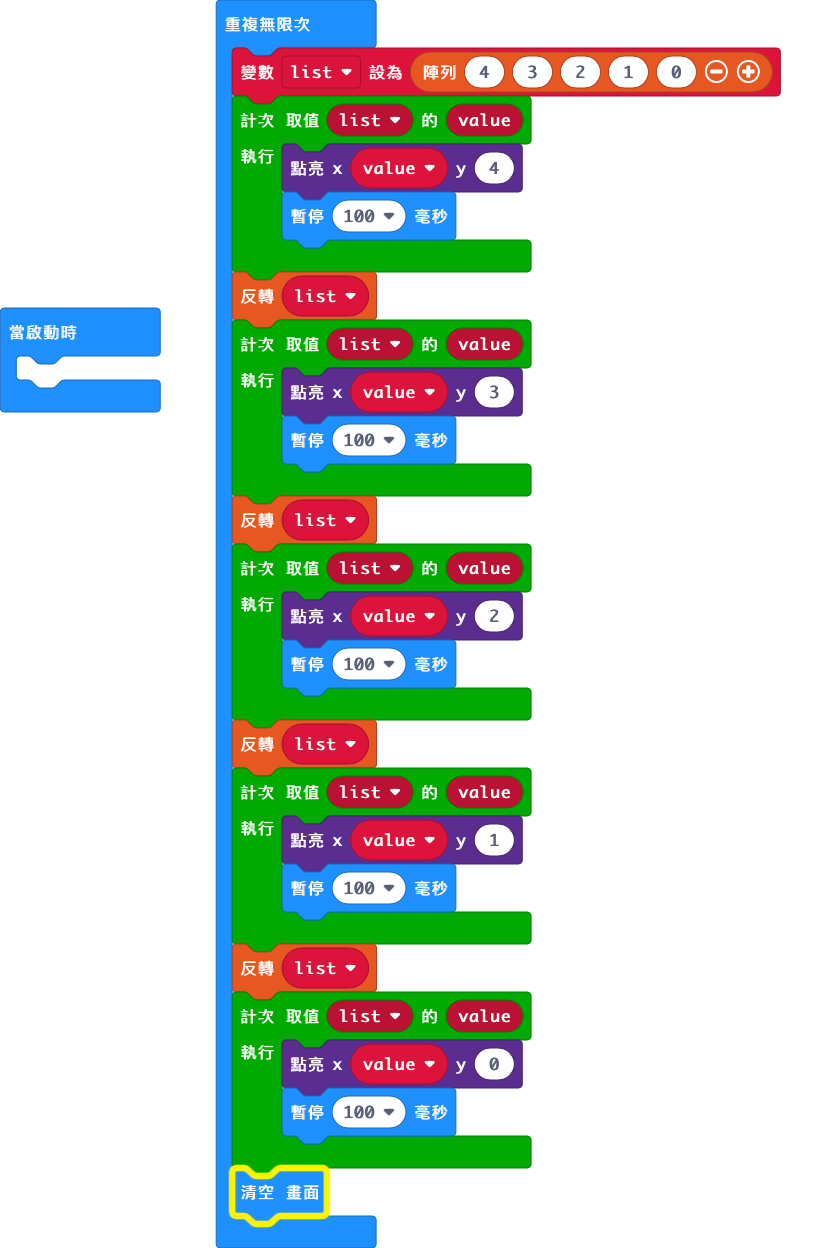 重複無限次
變數 list 設為 陣列 4 3 2 1 0
計次 取值 list 的 value
執行 點亮 x value y 4
暫停 100 毫秒
反轉 list
當啟動時
計次 取值 list 的 value
執行 點亮 x value y 3
暫停 100 毫秒
反轉 list
計次 取值 list 的 value
執行 點亮 x value y 2
暫停 100 毫秒
反轉 list
計次 取值 list 的 value
執行 點亮 x value y 1
暫停 100 毫秒
反轉 list
計次 取值 list 的 value
執行 點亮 x value y 0
暫停 100 毫秒
清空 畫面